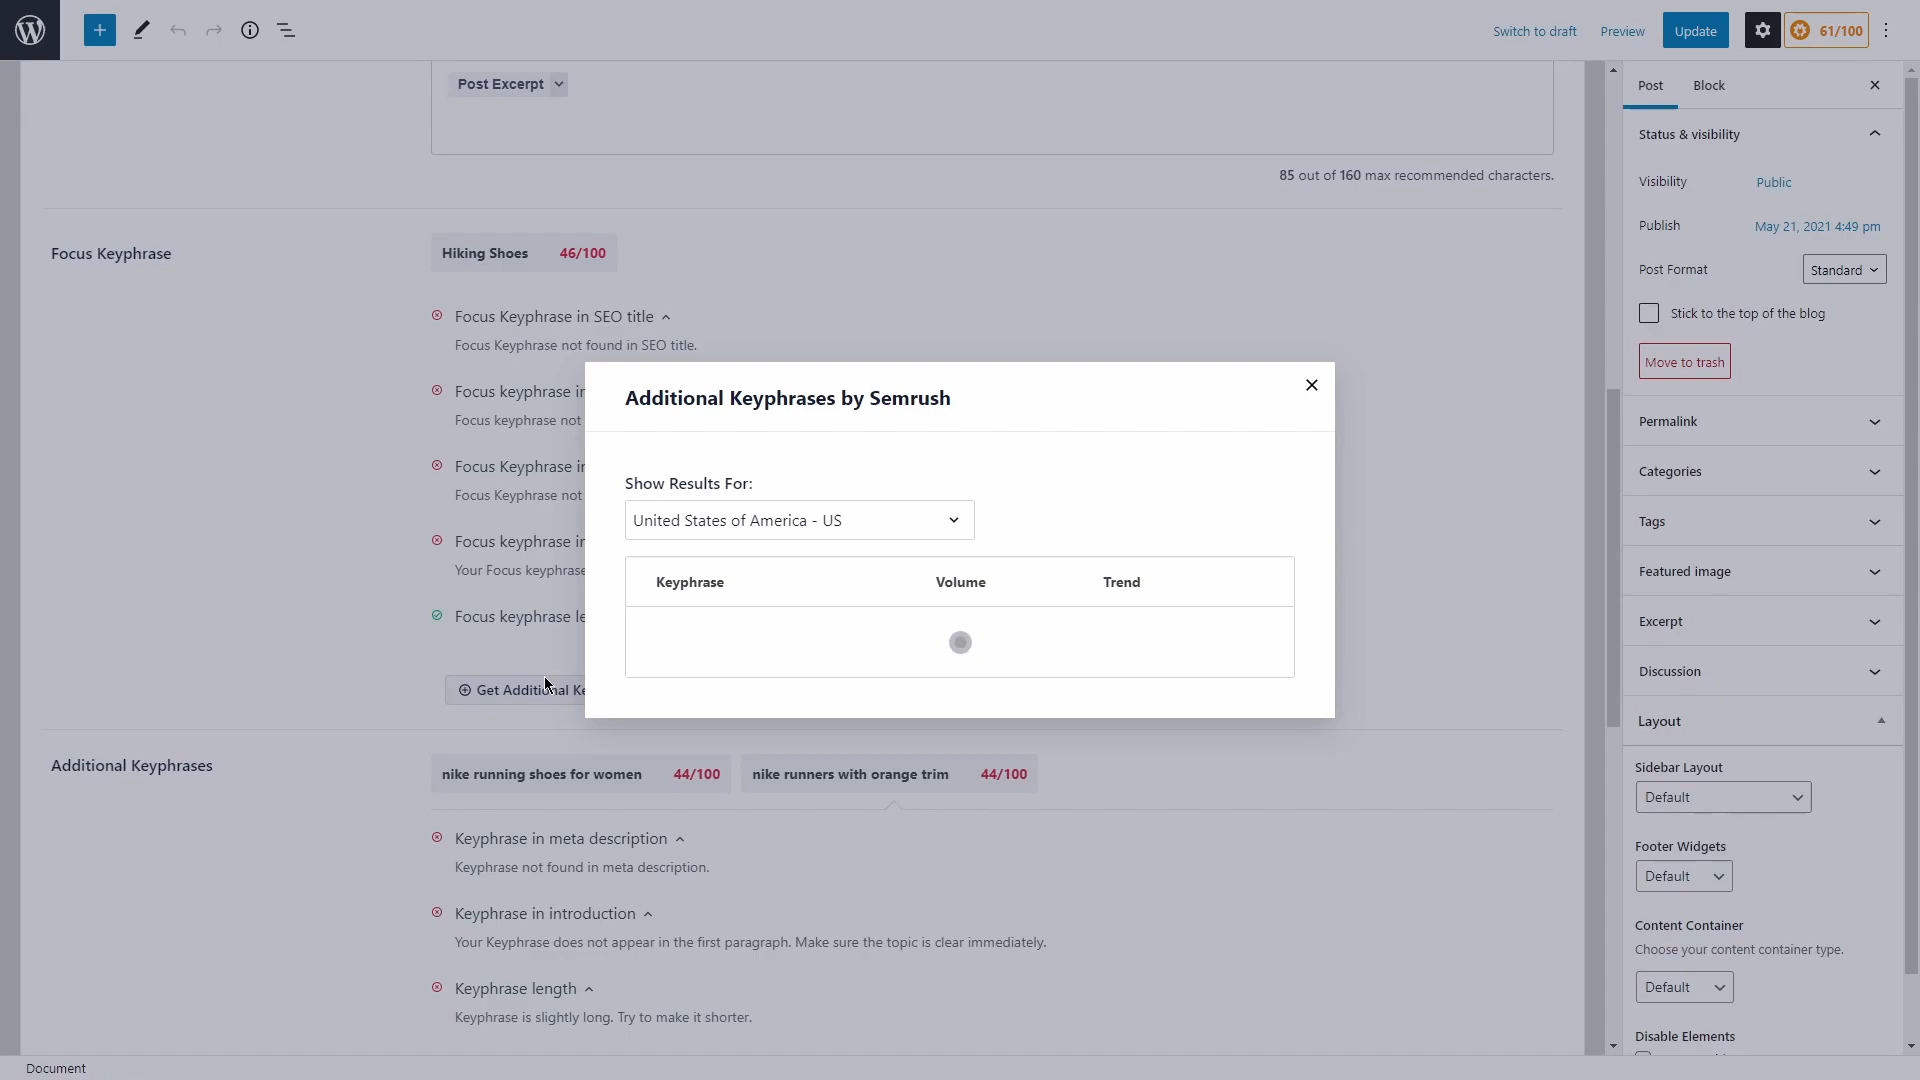 Switch to draft
Preview
Update
61/100
Post Excerpt
85 out of 160 max recommended characters.
Focus Keyphrase
Hiking Shoes 46/100
Focus Keyphrase in SEO title
Focus Keyphrase not found in SEO title.
Focus keyphrase in
Focus keyphrase not
Focus Keyphrase in
Focus Keyphrase not
Focus keyphrase in
Your Focus keyphrase
Focus keyphrase le
Get Additional Ke
Additional Keyphrases by Semrush
Show Results For:
United States of America - US
Keyphrase Volume Trend
Additional Keyphrases
nike running shoes for women 44/100
nike runners with orange trim 44/100
Keyphrase in meta description
Keyphrase not found in meta description.
Keyphrase in introduction
Your Keyphrase does not appear in the first paragraph. Make sure the topic is clear immediately.
Keyphrase length
Keyphrase is slightly long. Try to make it shorter.
Post Block
Status & visibility
Visibility Public
Publish May 21, 2021 4:49 pm
Post Format Standard
Stick to the top of the blog
Move to trash
Permalink
Categories
Tags
Featured image
Excerpt
Discussion
Layout
Sidebar Layout
Default
Footer Widgets
Default
Content Container
Choose your content container type.
Default
Disable Elements
Document